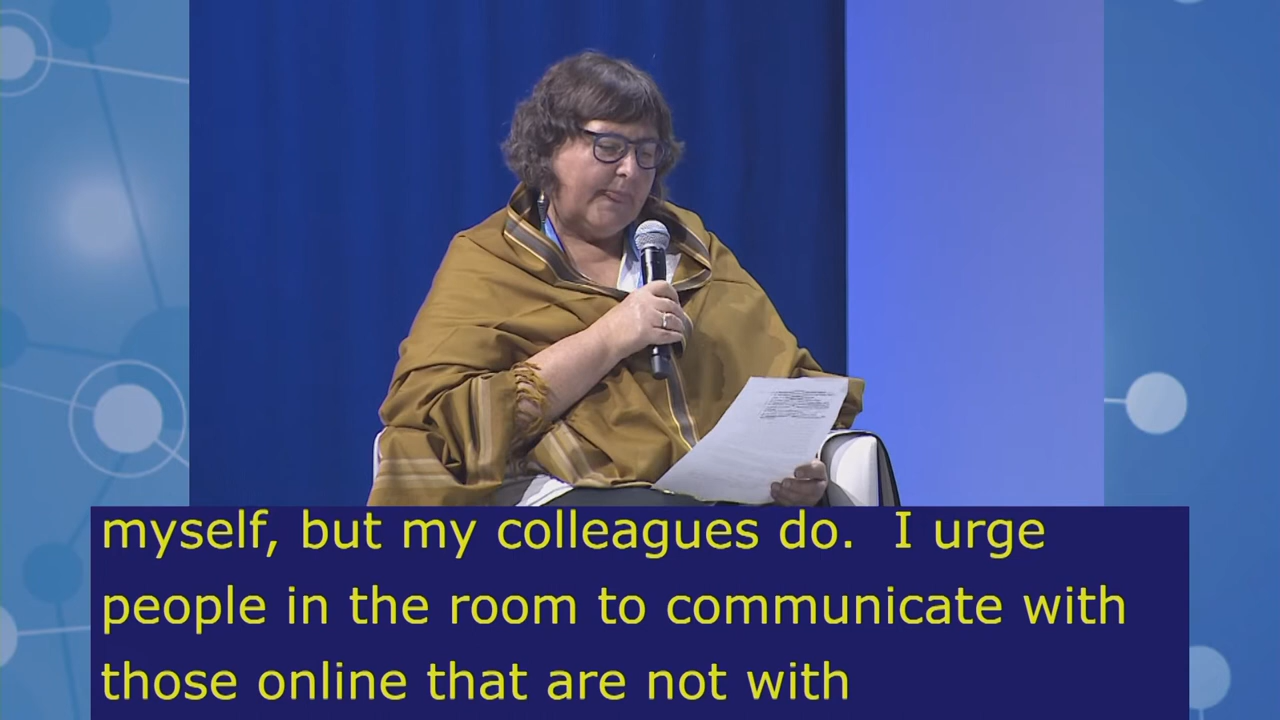 myself, but my colleagues do.  I urge
people in the room to communicate with
those online that are not with